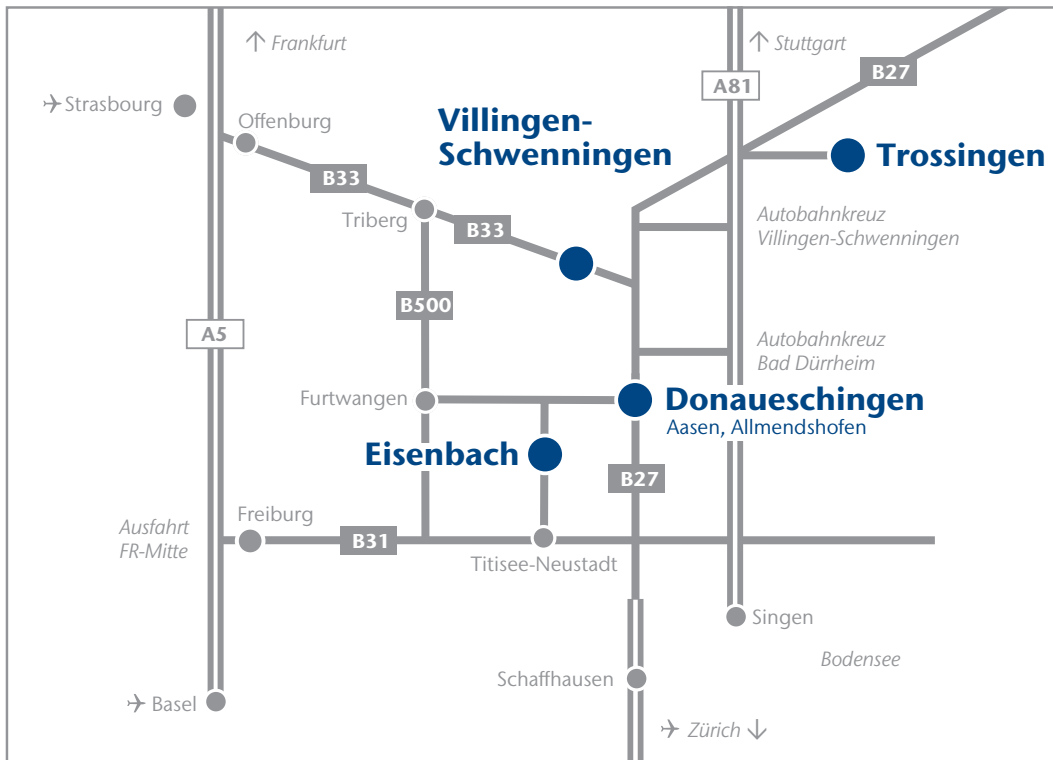 ↑ Frankfurt
↑ Stuttgart
B27
A81
✈ Strasbourg
Offenburg
Villingen-
Schwenningen
Trossingen
B33
Triberg
B33
Autobahnkreuz
Villingen-Schwenningen
B500
A5
Autobahnkreuz
Bad Dürrheim
Furtwangen
Donaueschingen
Aasen, Allmendshofen
Eisenbach
B27
Ausfahrt
FR-Mitte
Freiburg
B31
Titisee-Neustadt
Singen
Bodensee
Schaffhausen
✈ Basel
✈ Zürich ↓